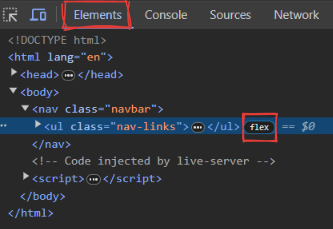 Elements Console Sources Network
<!DOCTYPE html>
<html lang="en">
<head> ••• </head>
<body>
<nav class="navbar">
••• <ul class="nav-links"> ••• </ul> flex == $0
</nav>
<!-- Code injected by live-server -->
<script> ••• </script>
</body>
</html>